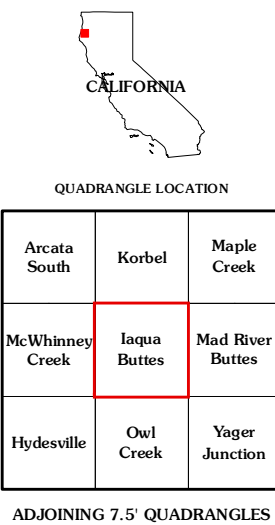 CALIFORNIA
QUADRANGLE LOCATION
Arcata
South
Korbel
Maple
Creek
McWhinney
Creek
Iaqua
Buttes
Mad River
Buttes
Hydesville
Owl
Creek
Yager
Junction
ADJOINING 7.5' QUADRANGLES